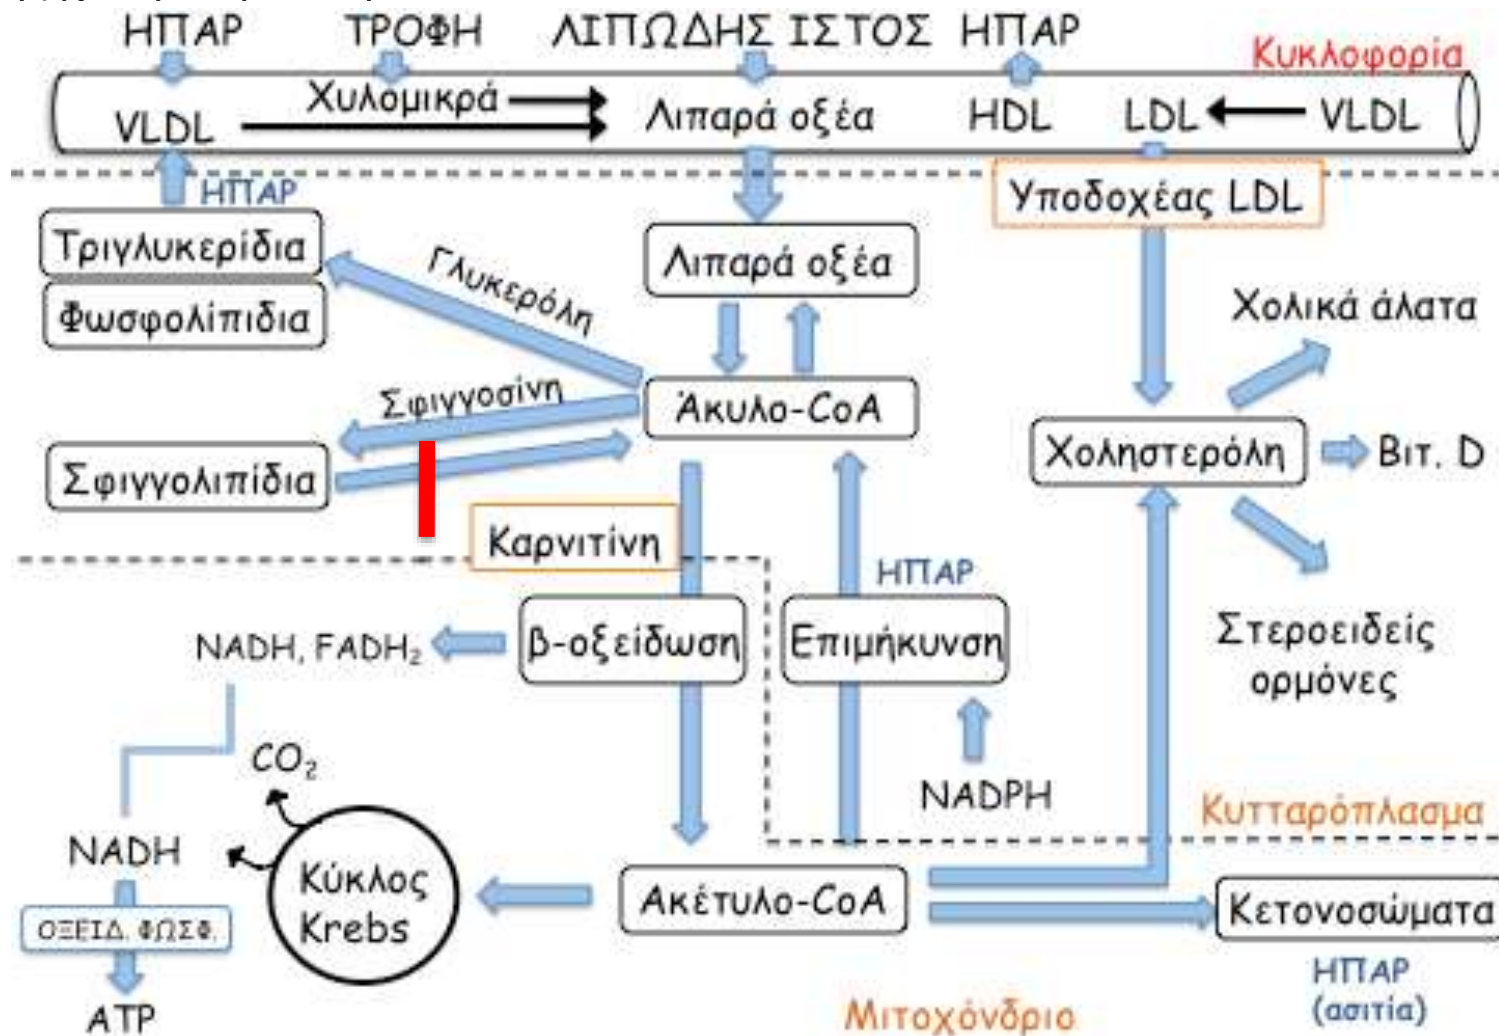 ΗΠΑΡ ΤΡΟΦΗ ΛΙΠΩΔΗΣ ΙΣΤΟΣ ΗΠΑΡ
Κυκλοφορία
Χυλομικρά
VLDL Λιπαρά οξέα HDL LDL VLDL
ΗΠΑΡ
Υποδοχέας LDL
Τριγλυκερίδια
Γλυκερόλη
Λιπαρά οξέα
Φωσφολίπιδια
Χολικά άλατα
Σφιγγοσίνη
Άκυλο-CoA
Σφιγγολιπίδια
Χοληστερόλη
Βιτ. D
Καρνιτίνη
ΗΠΑΡ
NADH, FADH₂
β-οξείδωση
Επιμήκυνση
Στεροειδείς
ορμόνες
CO₂
NADPH
Κυτταρόπλασμα
NADH
Κύκλος
Krebs
Ακέτυλο-CoA
Κετονοσώματα
ΟΞΕΙΔ. ΦΩΣΦ.
ΗΠΑΡ
(ασιτία)
ATP
Μιτοχόνδριο